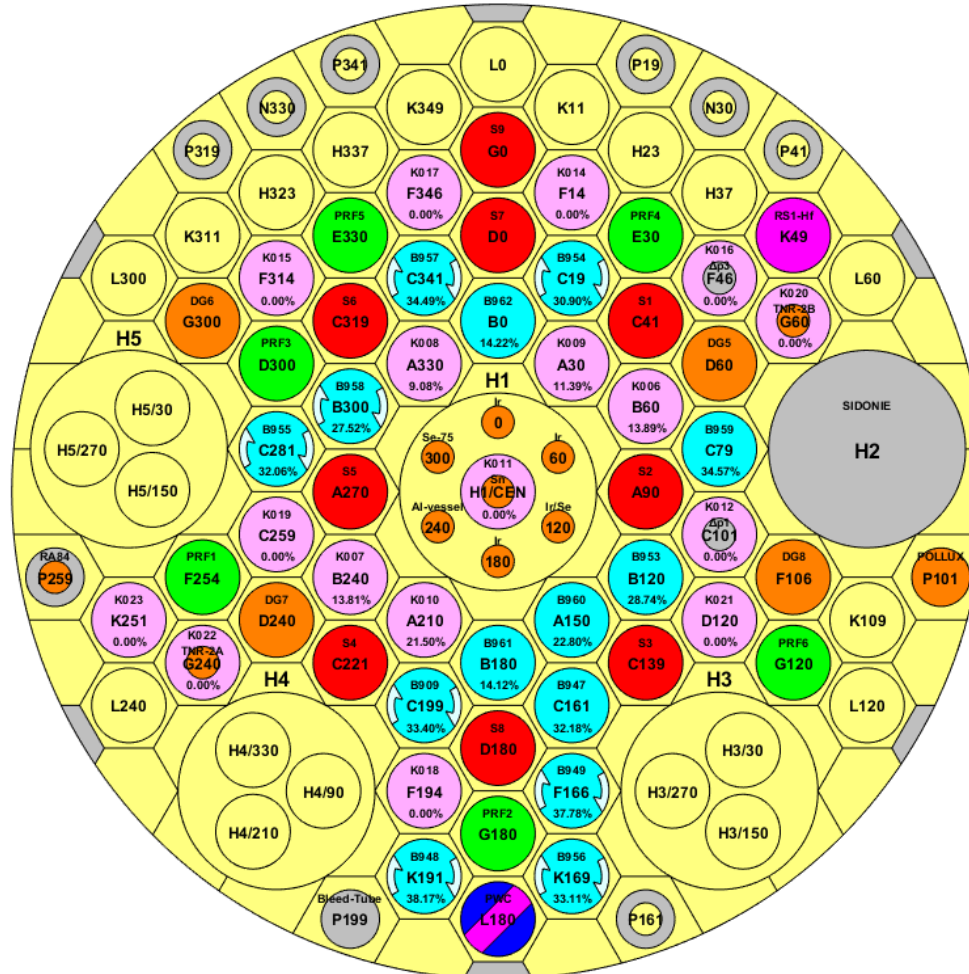 P341
L0
P19
N330
K349
K11
N30
P319
H337
S9
G0
H23
P41
H323
K017
F346
0.00%
K014
F14
0.00%
H37
K311
PRF5
E330
S7
D0
PRF4
E30
RS1-Hf
K49
L300
K015
F314
0.00%
B957
C341
34.49%
B954
C19
30.90%
K016
Δp3
F46
0.00%
L60
DG6
G300
S6
C319
B962
B0
14.22%
S1
C41
K020
TNR-2B
G60
0.00%
H5
PRF3
D300
K008
A330
9.08%
K009
A30
11.39%
DG5
D60
H5/30
B958
B300
27.52%
H1
K006
B60
13.89%
SIDONIE
H2
H5/270
B955
C281
32.06%
Ir
0
Se-75
300
Ir
60
B959
C79
34.57%
H5/150
S5
A270
K011
Sn
H1/CEN
0.00%
S2
A90
K019
C259
0.00%
Al-vessel
240
Ir/Se
120
K012
Δp1
C101
0.00%
Ir
180
RA84
P259
PRF1
F254
K007
B240
13.81%
B953
B120
28.74%
DG8
F106
POLLUX
P101
K023
K251
0.00%
DG7
D240
K010
A210
21.50%
B960
A150
22.80%
K021
D120
0.00%
K109
K022
TNR-2A
G240
0.00%
S4
C221
B961
B180
14.12%
S3
C139
PRF6
G120
H4
H3
L240
B909
C199
33.40%
B947
C161
32.18%
L120
H4/330
S8
D180
H3/30
H4/90
K018
F194
0.00%
B949
F166
37.78%
H3/270
H4/210
PRF2
G180
H3/150
B948
K191
38.17%
B956
K169
33.11%
Bleed-Tube
P199
PWC
L180
P161